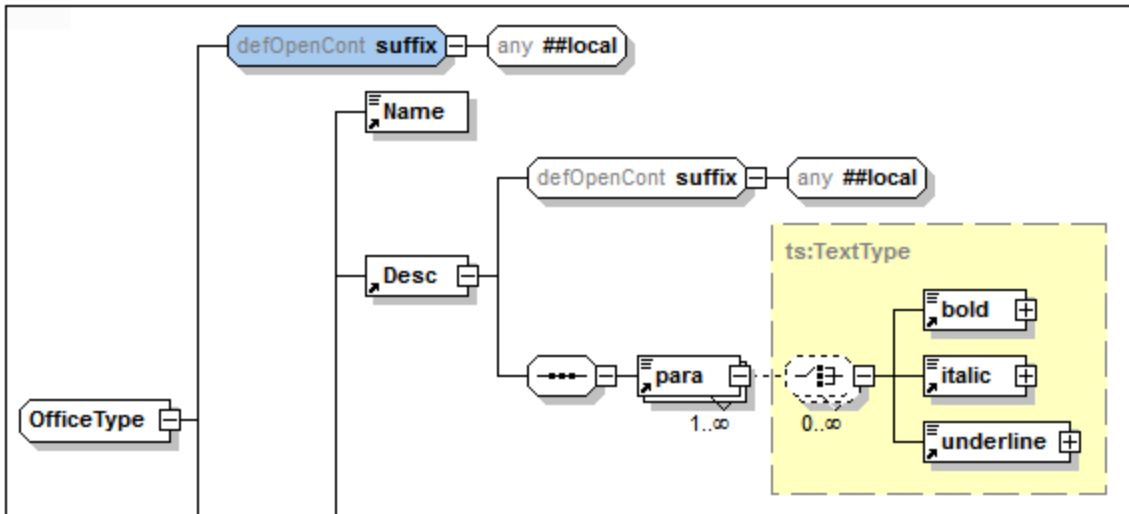 defOpenCont suffix any ##local
Name
defOpenCont suffix any ##local
ts:TextType
Desc
bold
para
italic
OfficeType
1..∞
0..∞
underline